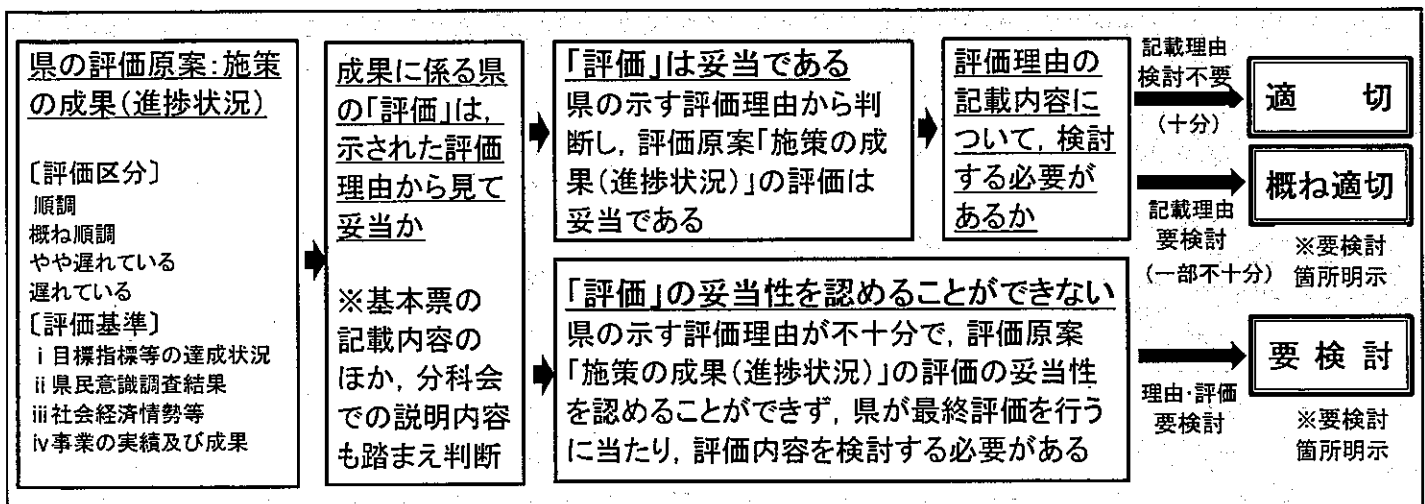 県の評価原案:施策
の成果(進捗状況)
〔評価区分〕
順調
概ね順調
やや遅れている
遅れている
〔評価基準〕
ⅰ目標指標等の達成状況
ⅱ県民意識調査結果
ⅲ社会経済情勢等
ⅳ事業の実績及び成果
成果に係る県
の「評価」は,
示された評価
理由から見て
妥当か
※基本票の
記載内容の
ほか, 分科会
での説明内容
も踏まえ判断
「評価」は妥当である
県の示す評価理由から判
断し, 評価原案「施策の成
果(進捗状況)」の評価は
妥当である
評価理由の
記載内容に
ついて, 検討
する必要が
あるか
記載理由
検討不要
(十分)
適 切
記載理由
要検討
(一部不十分)
概ね適切
※要検討
箇所明示
「評価」の妥当性を認めることができない
県の示す評価理由が不十分で, 評価原案
「施策の成果(進捗状況)」の評価の妥当性
を認めることができず, 県が最終評価を行う
に当たり, 評価内容を検討する必要がある
理由・評価
要検討
要 検 討
※要検討
箇所明示